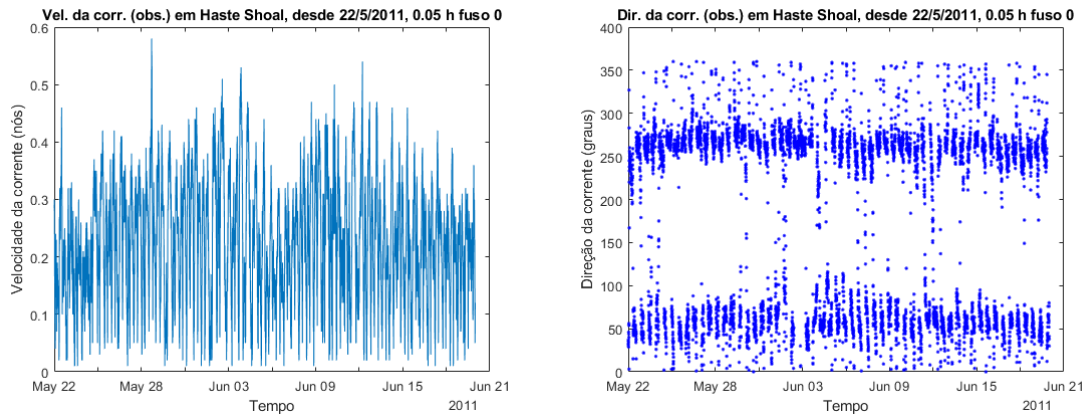 Vel. da corr. (obs.) em Haste Shoal, desde 22/5/2011, 0.05 h fuso 0
0.6
0.5
0.4
0.3
0.2
0.1
0
Velocidade da corrente (nós)
May 22
May 28
Jun 03
Jun 09
Jun 15
Jun 21
Tempo
2011
Dir. da corr. (obs.) em Haste Shoal, desde 22/5/2011, 0.05 h fuso 0
400
350
300
250
200
150
100
50
0
Direção da corrente (graus)
May 22
May 28
Jun 03
Jun 09
Jun 15
Jun 21
Tempo
2011